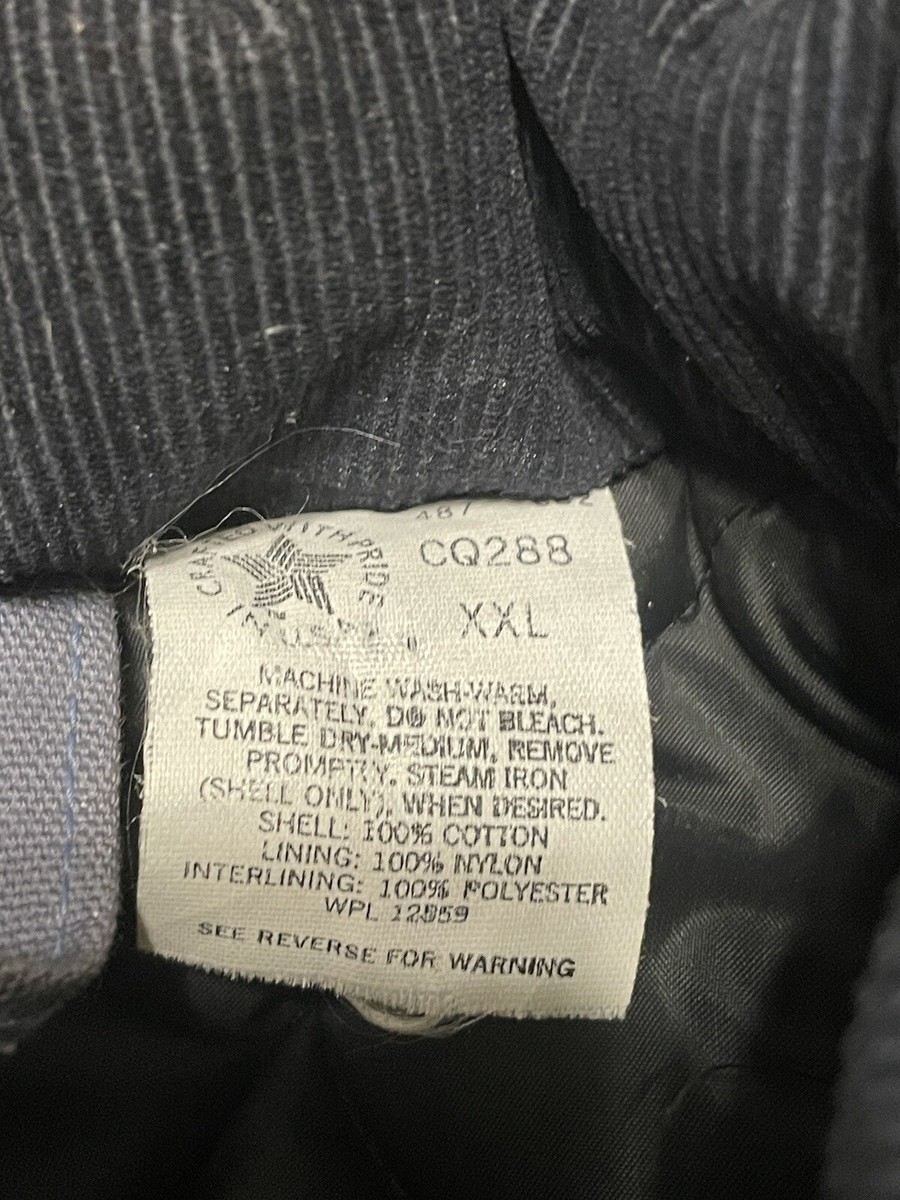 487
CQ288
CRAFTED WITH PRIDE
IN U.S.A.
XXL
MACHINE WASH-WARM,
SEPARATELY. DO NOT BLEACH.
TUMBLE DRY-MEDIUM, REMOVE
PROMPTLY. STEAM IRON
(SHELL ONLY), WHEN DESIRED.
SHELL: 100% COTTON
LINING: 100% NYLON
INTERLINING: 100% POLYESTER
WPL
SEE REVERSE FOR WARNING